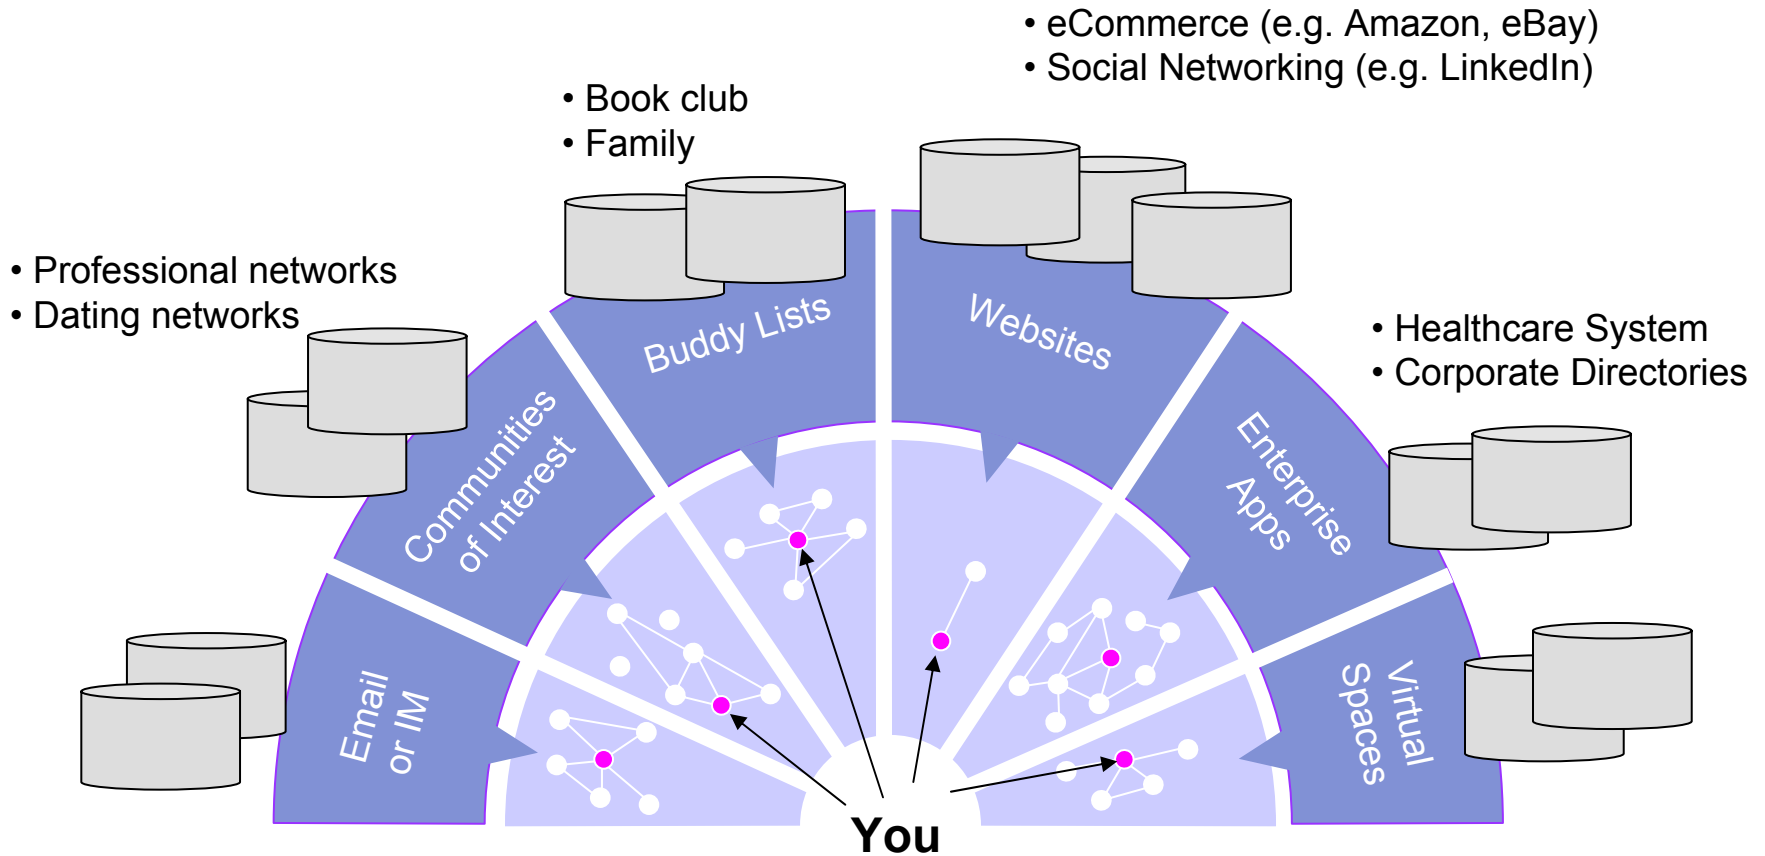 • eCommerce (e.g. Amazon, eBay)
• Social Networking (e.g. LinkedIn)
• Book club
• Family
• Professional networks
• Dating networks
• Healthcare System
• Corporate Directories
Email
or IM
Communities
of Interest
Buddy Lists
Websites
Enterprise
Apps
Virtual
Spaces
You